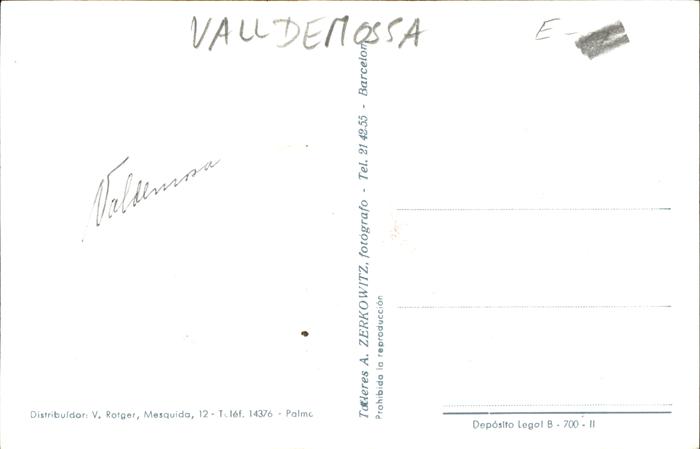 VALLDEMOSSA
E -
Valdemosa
Talleres A. ZERKOWITZ, fotógrafo - Tel. 21 42 55 - Barcelona
Prohibida la reproducción
Distribuidor: V. Rotger, Mesquida, 12 - Teléf. 14376 - Palma
Depósito Legal B - 700 - II